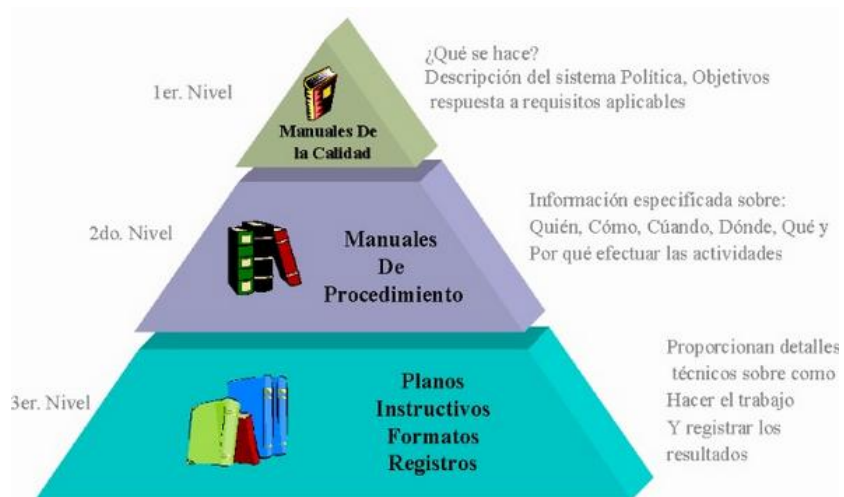 1er. Nivel
Manuales De
la Calidad
¿Qué se hace?
Descripción del sistema Política, Objetivos
respuesta a requisitos aplicables
2do. Nivel
Manuales
De
Procedimiento
Información especificada sobre:
Quién, Cómo, Cúando, Dónde, Qué y
Por qué efectuar las actividades
3er. Nivel
Planos
Instructivos
Formatos
Registros
Proporcionan detalles
técnicos sobre como
Hacer el trabajo
Y registrar los
resultados